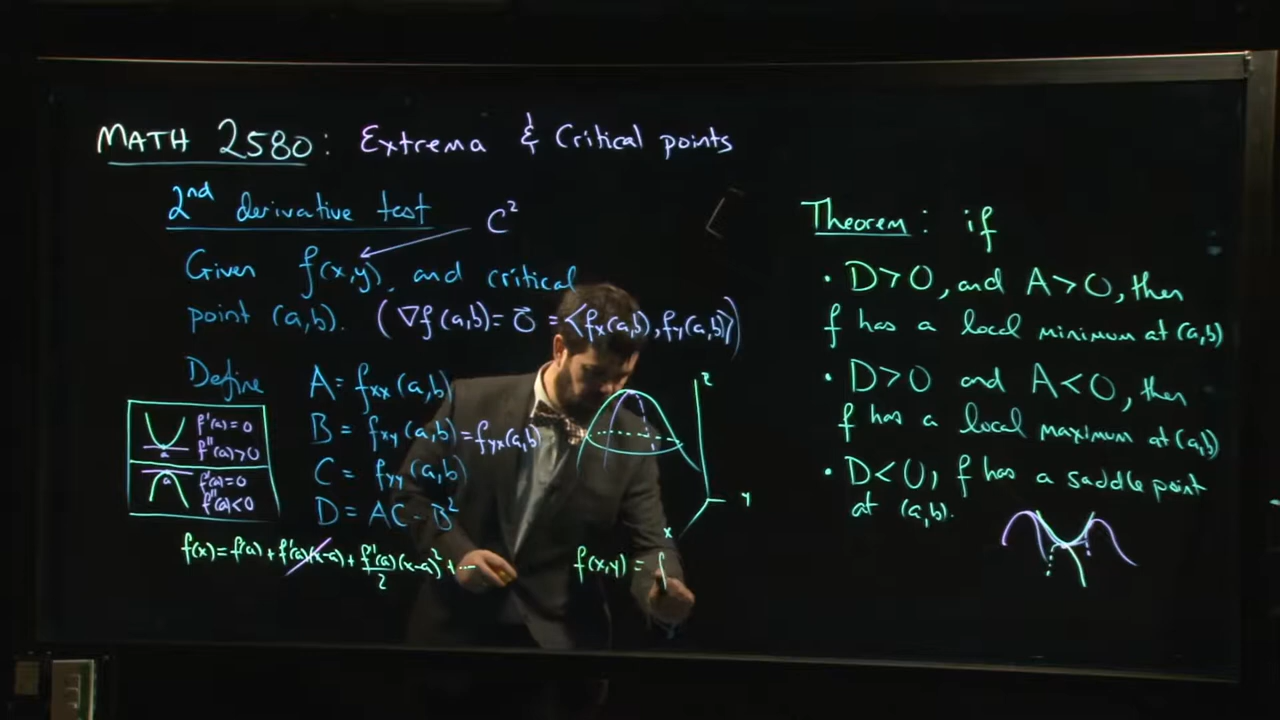 MATH 2580: Extrema & Critical points
2nd derivative test
C²
Given f(x,y), and critical
point (a,b). (∇f(a,b)=0⃗ =⟨fx(a,b), fy(a,b)⟩)
Define A = fxx (a,b)
B = fxy (a,b) = fyx(a,b)
C = fyy (a,b)
D = AC - B²
f'(a) = 0
f''(a) > 0
a
f'(a) = 0
f''(a) < 0
a
f(x) = f(a) + f'(a)(x-a) + f''(a)/2 (x-a)² + ...
z
y
x
f(x,y) = f
Theorem: if
• D>0, and A>0, then
f has a local minimum at (a,b)
• D>0 and A<0, then
f has a local maximum at (a,b)
• D<0, f has a saddle point
at (a,b).